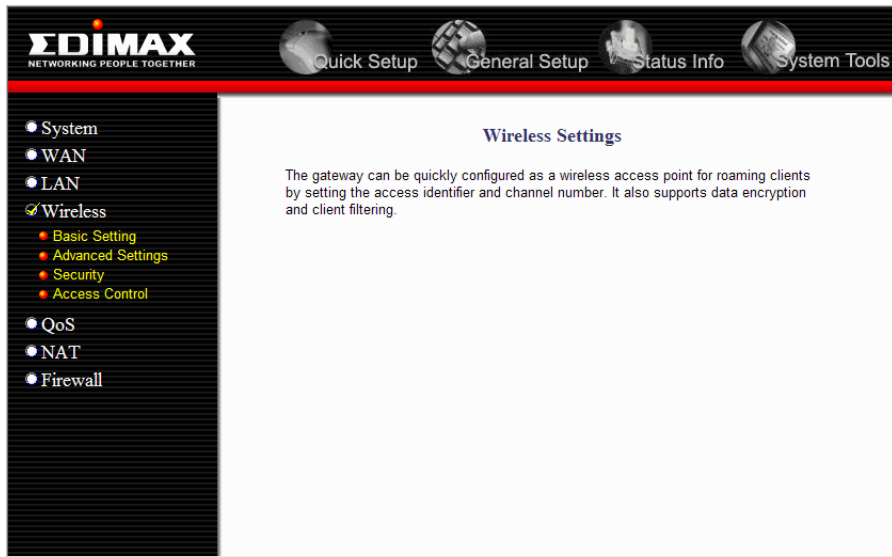 EDIMAX
NETWORKING PEOPLE TOGETHER
Quick Setup
General Setup
Status Info
System Tools
System
WAN
LAN
Wireless
Basic Setting
Advanced Settings
Security
Access Control
QoS
NAT
Firewall
Wireless Settings
The gateway can be quickly configured as a wireless access point for roaming clients
by setting the access identifier and channel number. It also supports data encryption
and client filtering.